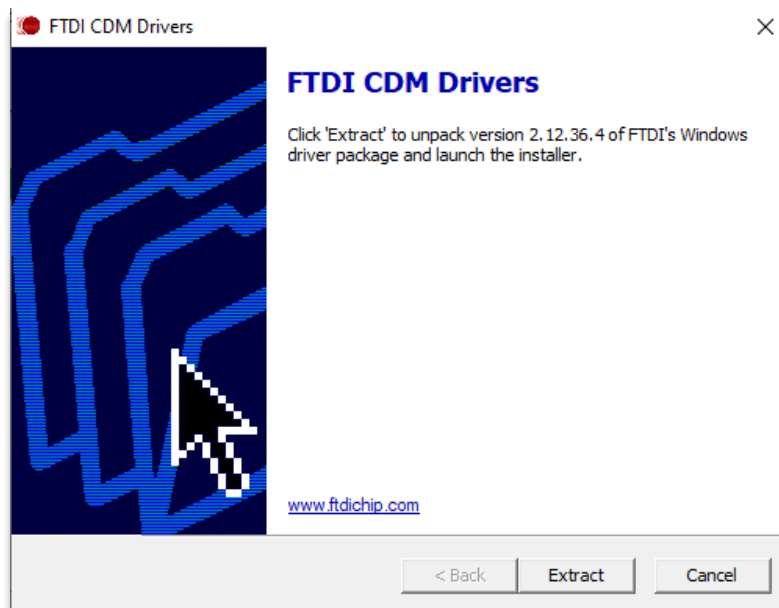 FTDI CDM Drivers
FTDI CDM Drivers
Click 'Extract' to unpack version 2.12.36.4 of FTDI's Windows
driver package and launch the installer.
www.ftdichip.com
< Back Extract Cancel